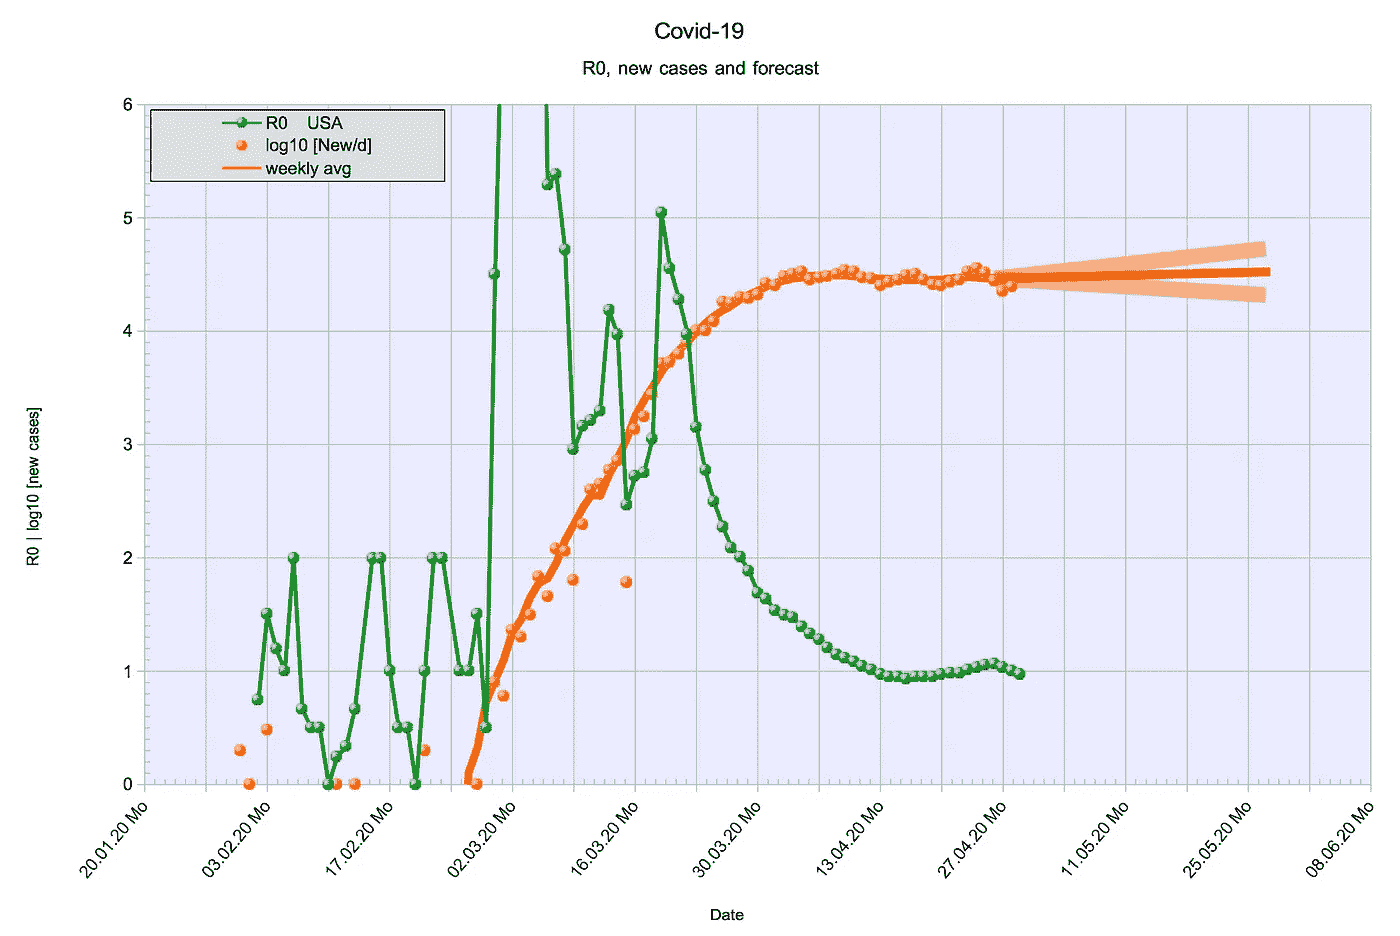 Covid-19
R0, new cases and forecast
R0 USA
log10 [New/d]
weekly avg
R0 | log10 [new cases]
6
5
4
3
2
1
0
20.01.20 Mo
03.02.20 Mo
17.02.20 Mo
02.03.20 Mo
16.03.20 Mo
30.03.20 Mo
13.04.20 Mo
27.04.20 Mo
11.05.20 Mo
25.05.20 Mo
08.06.20 Mo
Date